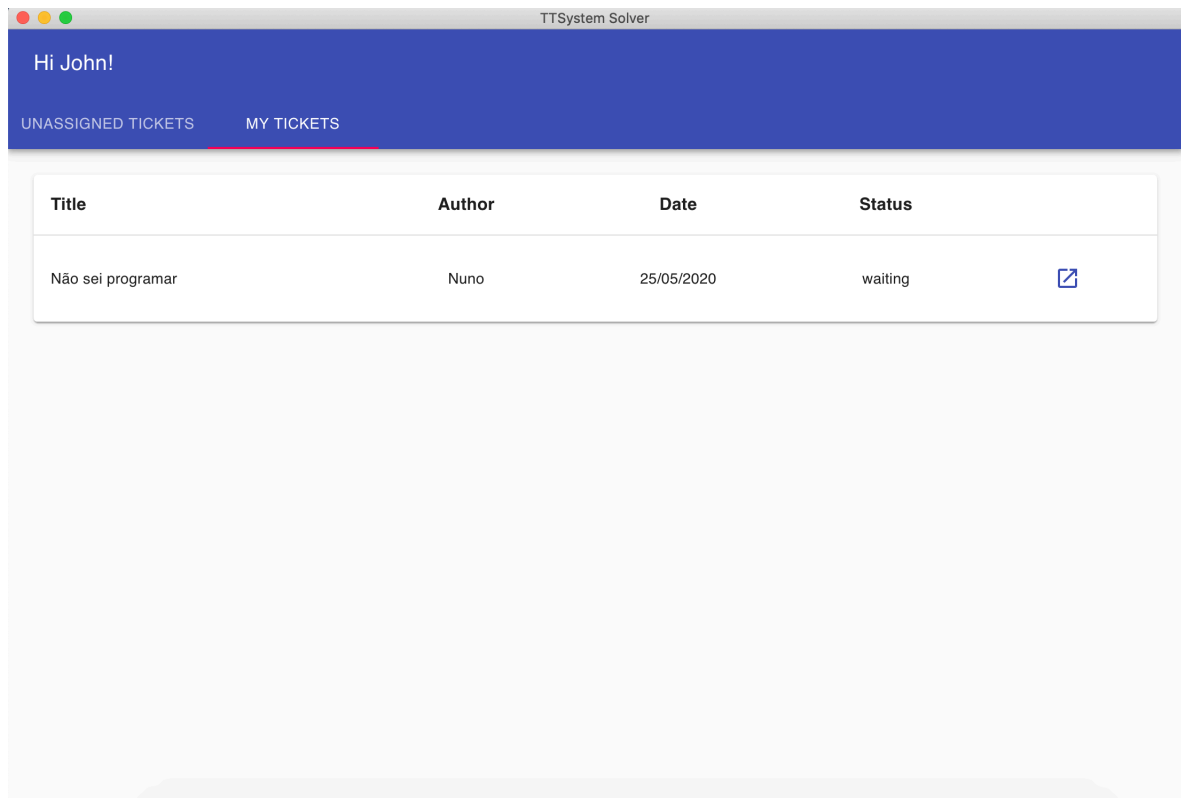 TTSystem Solver
Hi John!
UNASSIGNED TICKETS MY TICKETS
Title Author Date Status
Não sei programar Nuno 25/05/2020 waiting